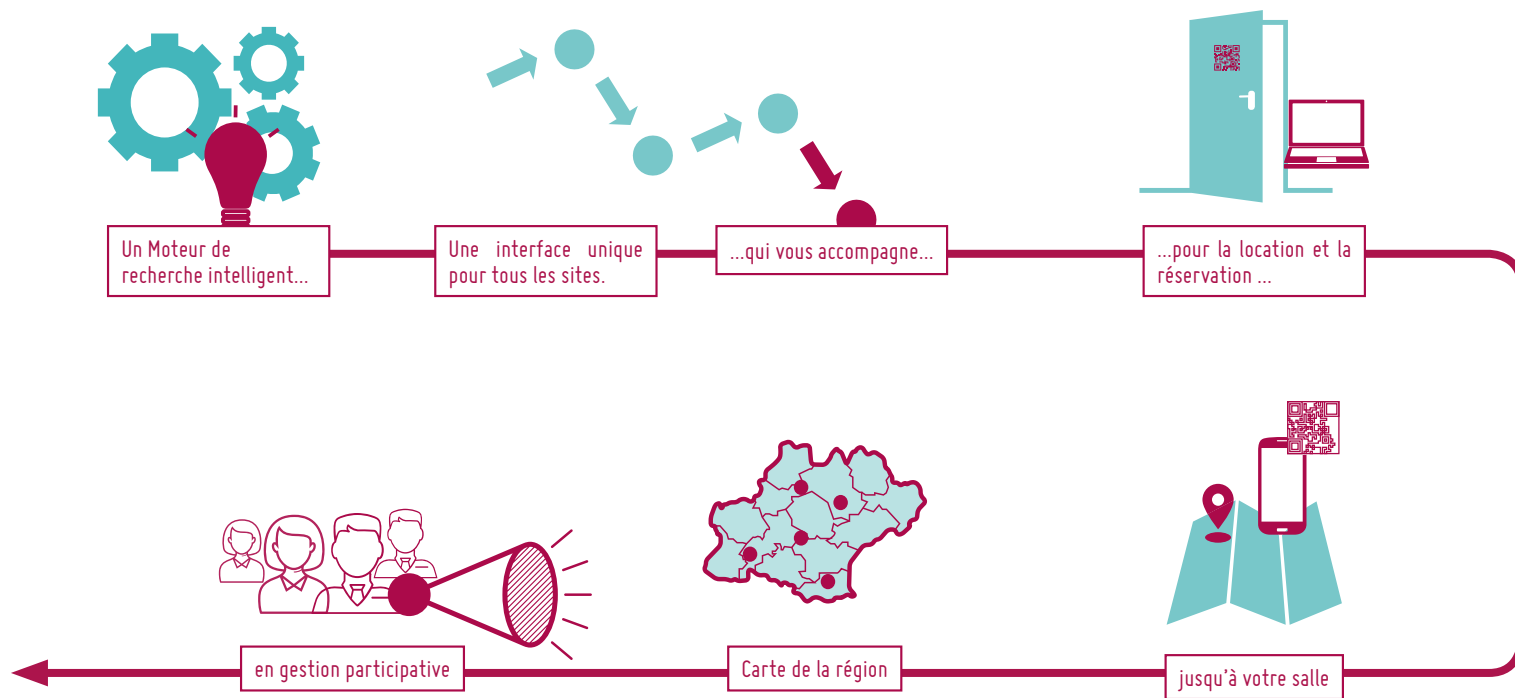 Un Moteur de
recherche intelligent...
Une interface unique
pour tous les sites.
...qui vous accompagne...
...pour la location et la
réservation ...
jusqu'à votre salle
Carte de la région
en gestion participative